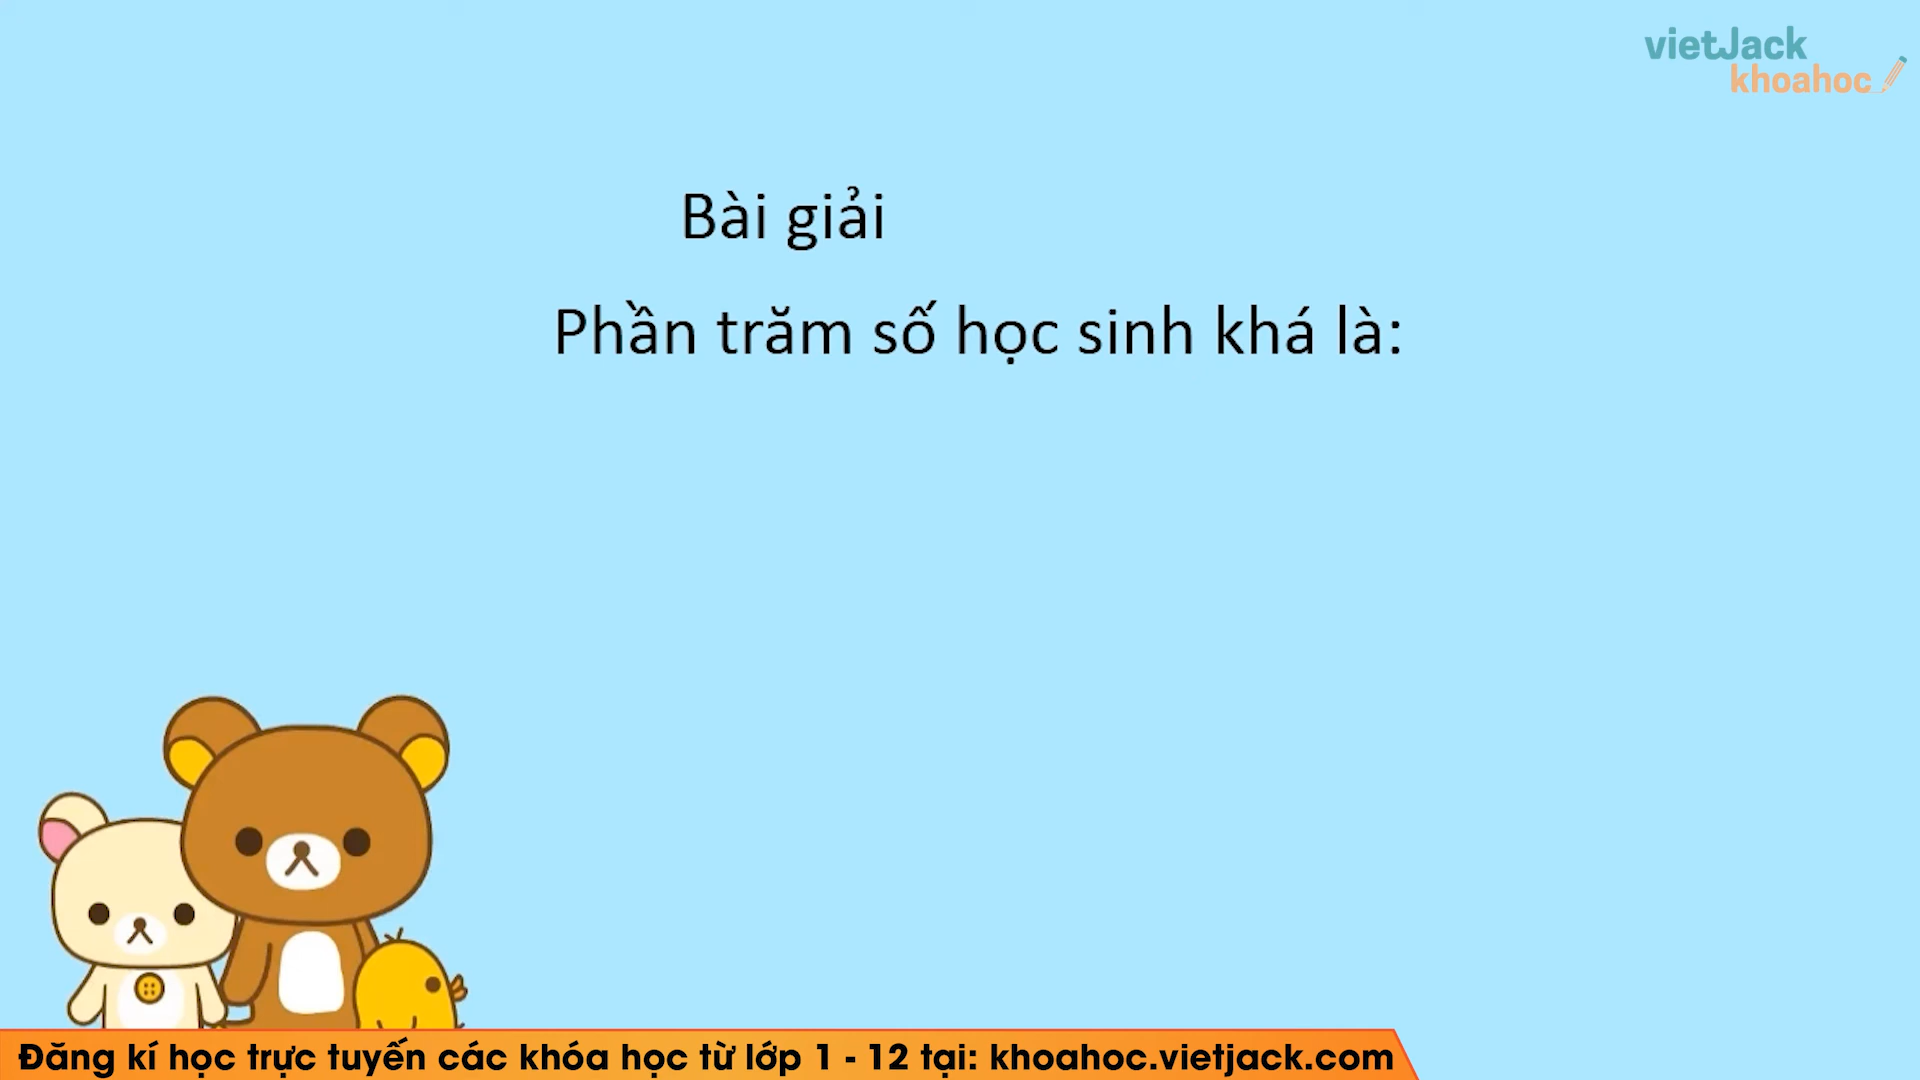 vietJack
khoahoc
Bài giải
Phần trăm số học sinh khá là:
Đăng kí học trực tuyến các khóa học từ lớp 1 - 12 tại: khoahoc.vietjack.com